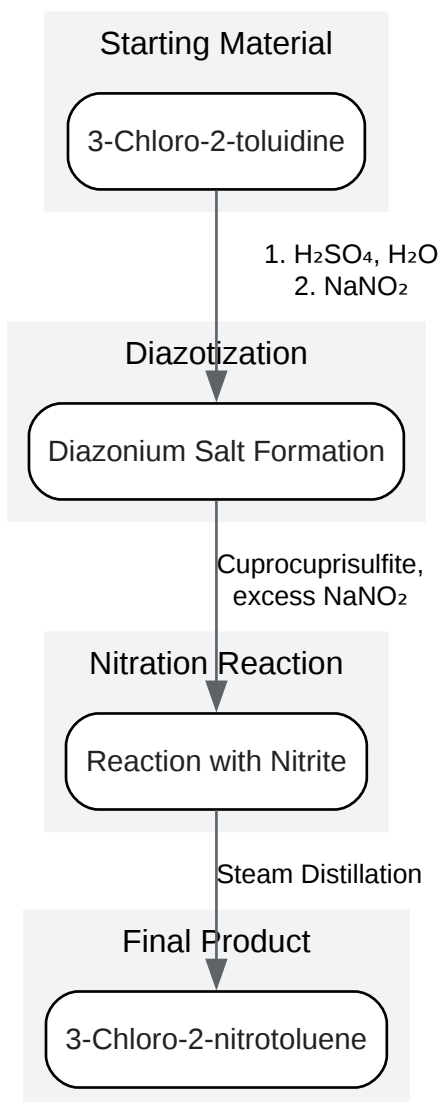 Starting Material
3-Chloro-2-toluidine
1. H₂SO₄, H₂O
2. NaNO₂
Diazotization
Diazonium Salt Formation
Cuprocuprisulfite,
excess NaNO₂
Nitration Reaction
Reaction with Nitrite
Steam Distillation
Final Product
3-Chloro-2-nitrotoluene